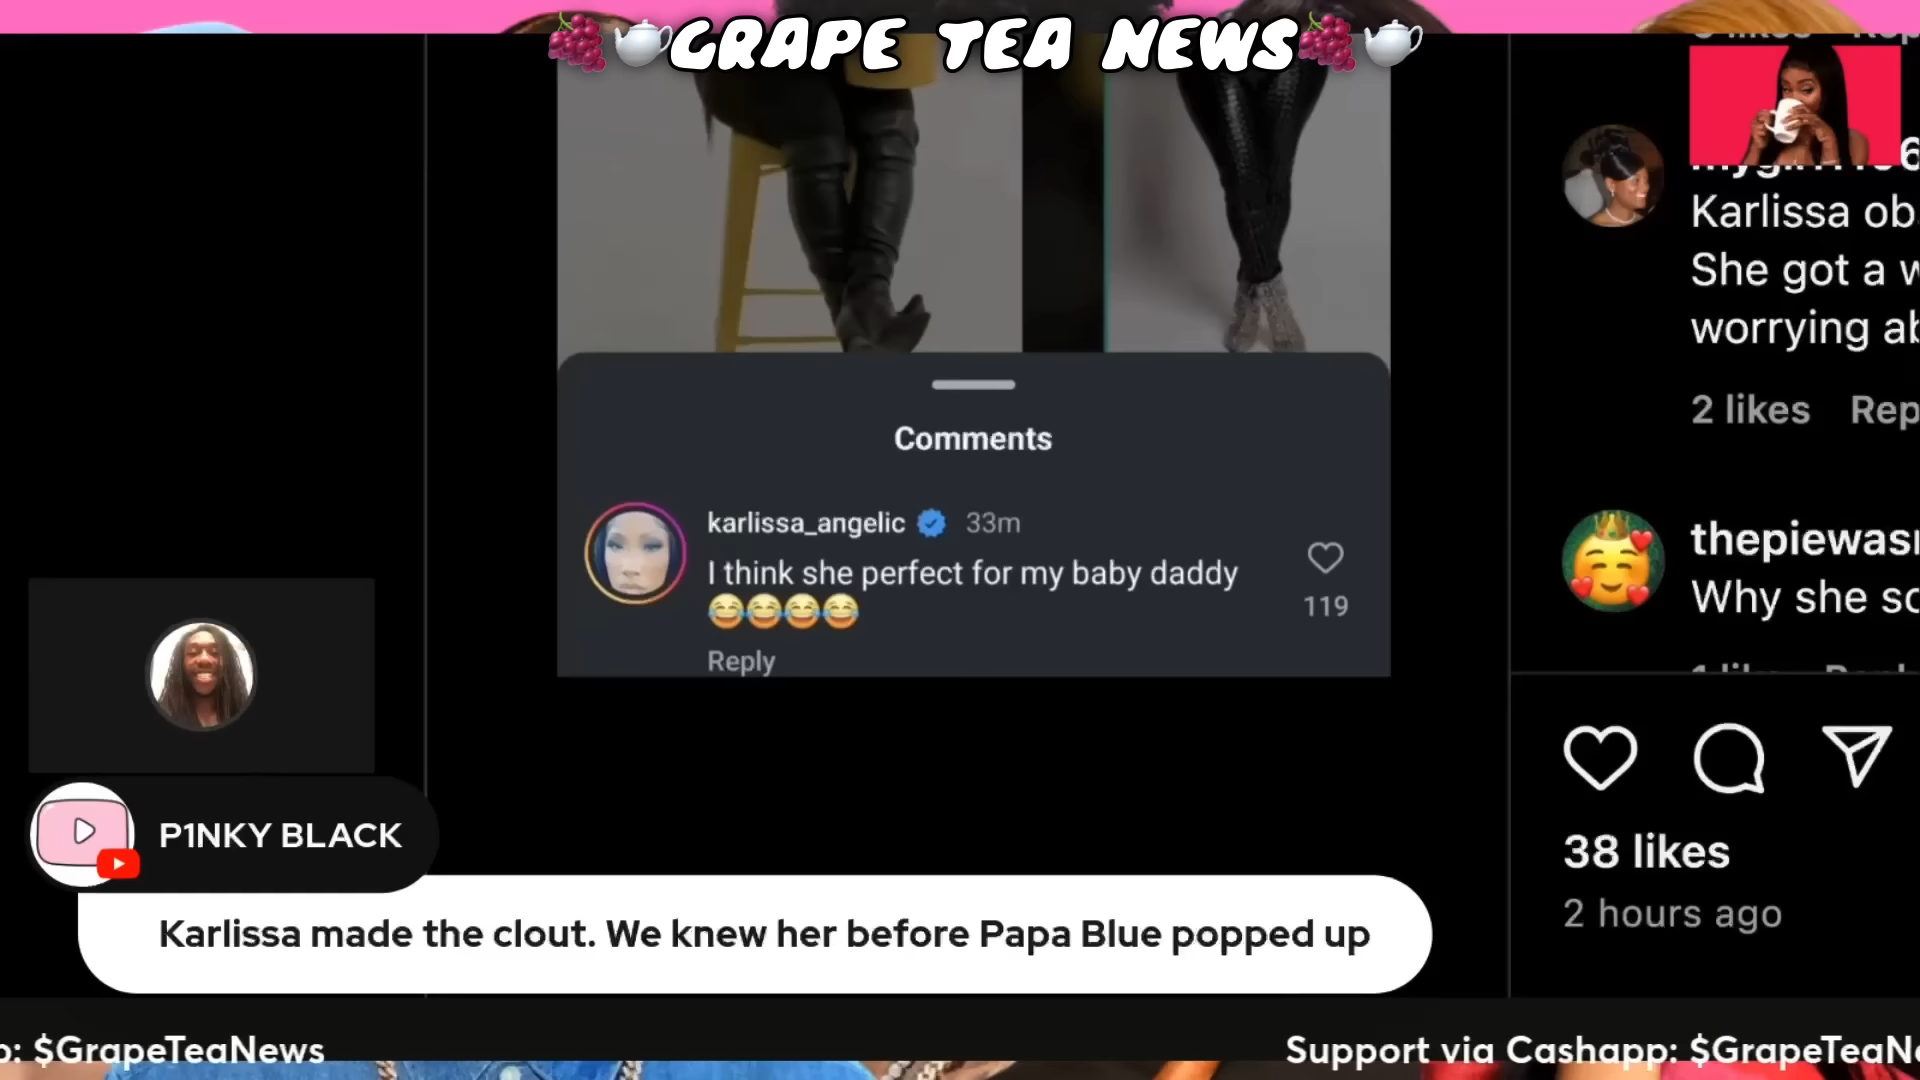 GRAPE TEA NEWS
Karlissa ob
She got a w
worrying ab
2 likes Rep
Comments
karlissa_angelic 33m
I think she perfect for my baby daddy
😂😂😂😂
119
Reply
thepiewasn
Why she so
38 likes
2 hours ago
P1NKY BLACK
Karlissa made the clout. We knew her before Papa Blue popped up
p: $GrapeTeaNews
Support via Cashapp: $GrapeTeaNe